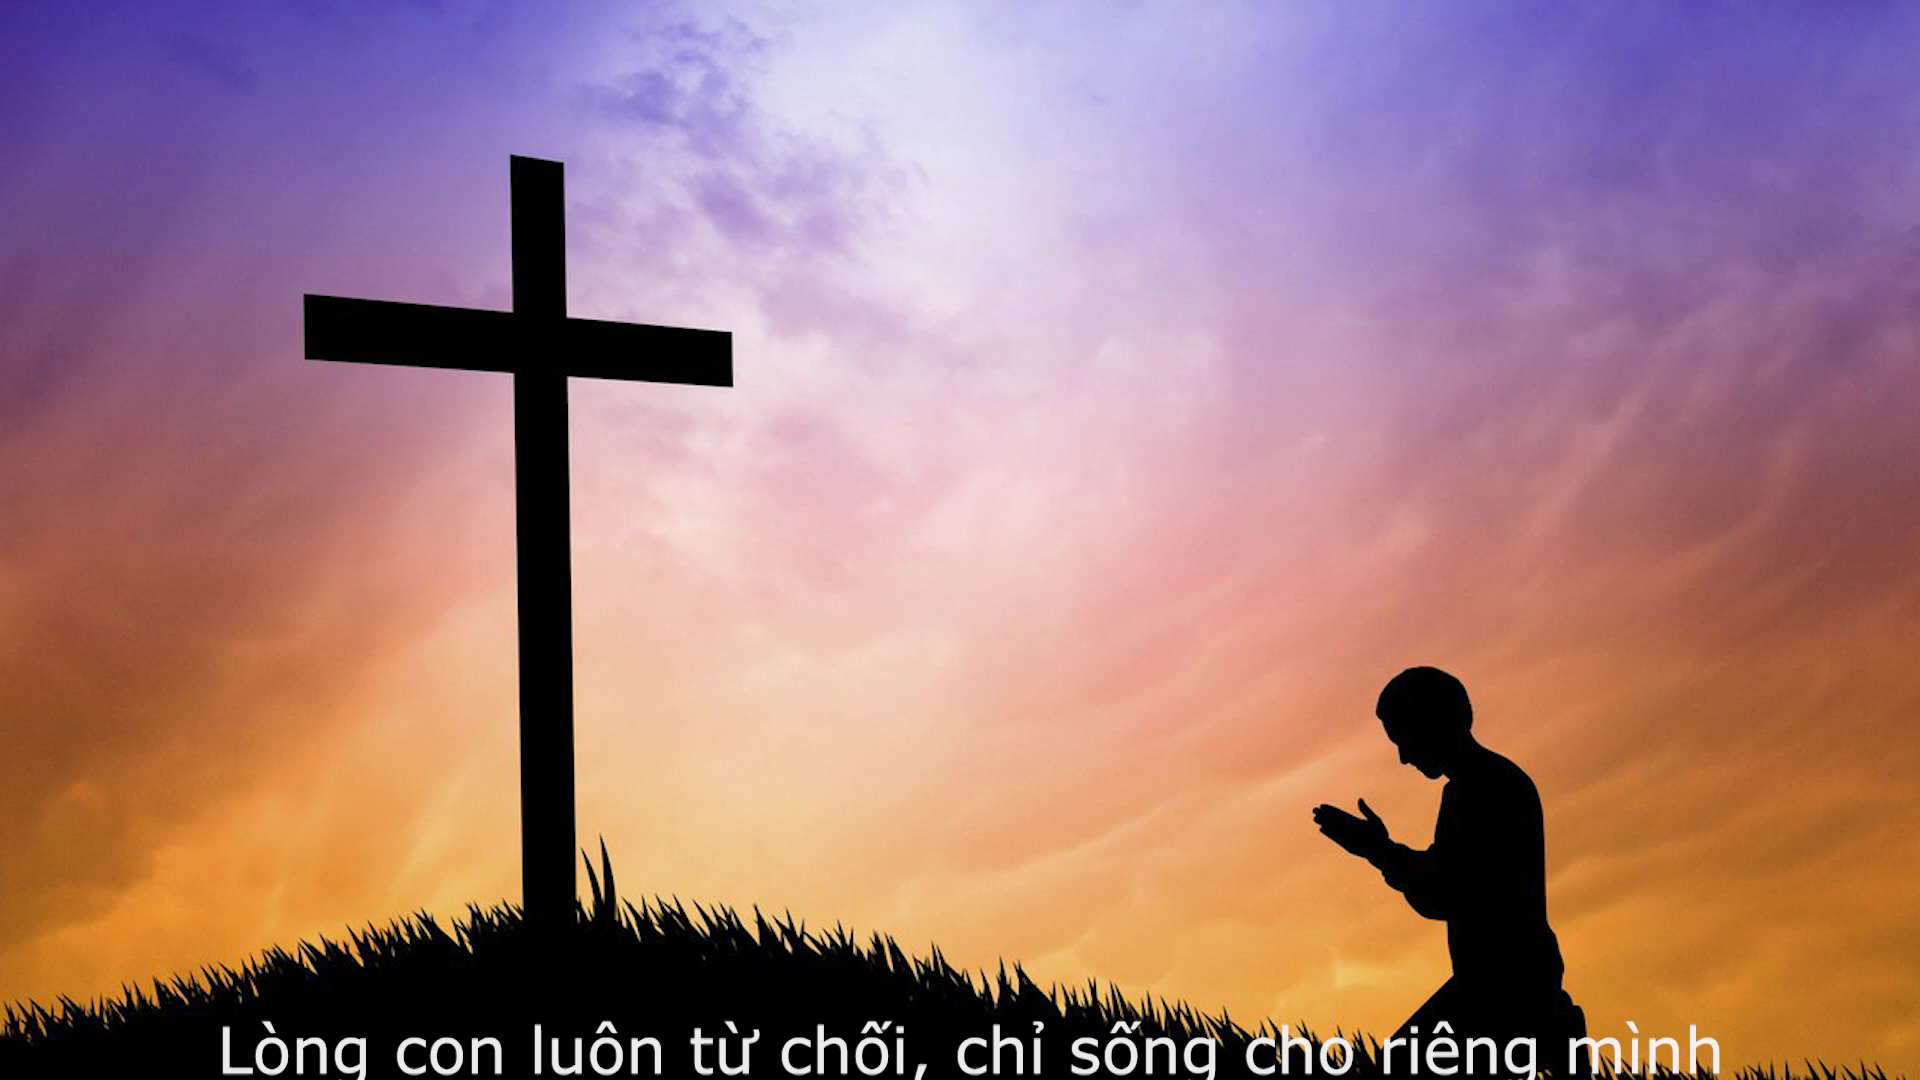 Lòng con luôn từ chối, chỉ sống cho riêng mình